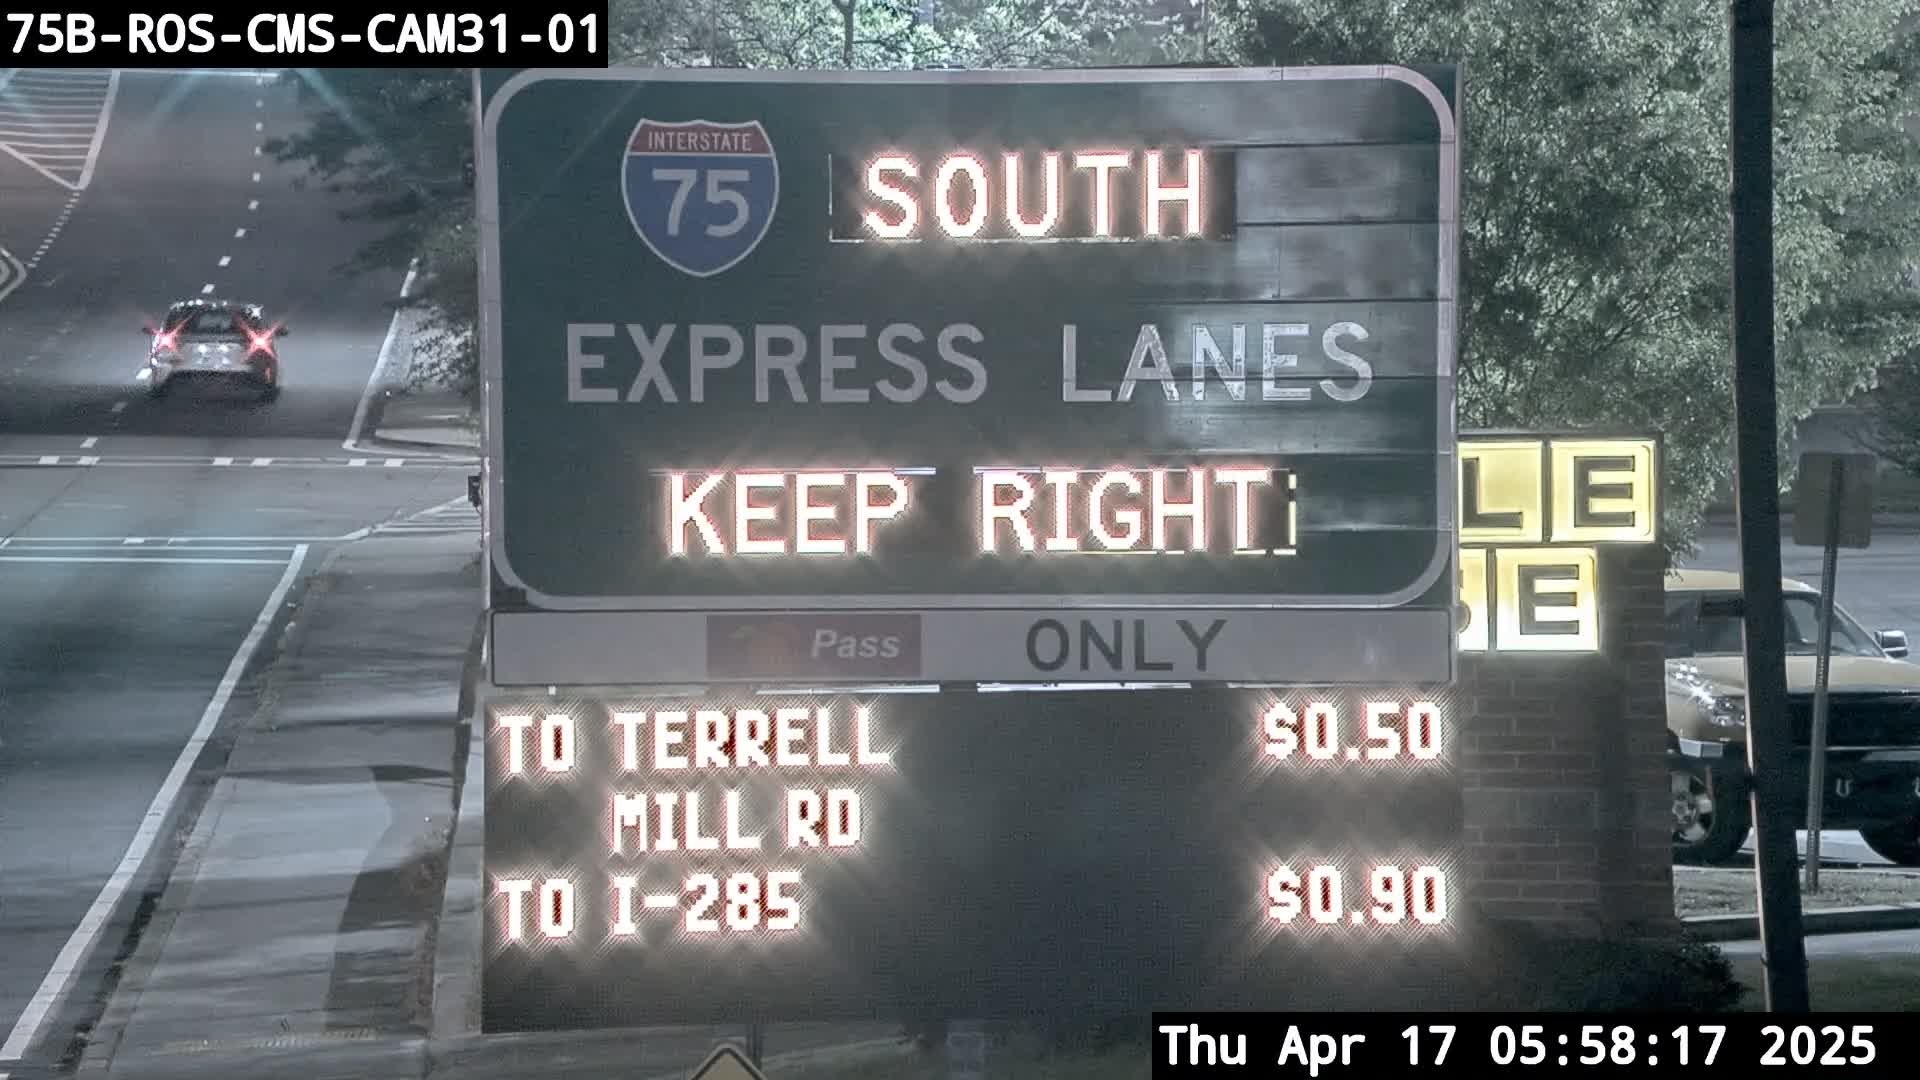 75B-ROS-CMS-CAM31-01
INTERSTATE
75
SOUTH
EXPRESS LANES
KEEP RIGHT
Pass ONLY
TO TERRELL $0.50
MILL RD
TO I-285 $0.90
LE
E
Thu Apr 17 05:58:17 2025